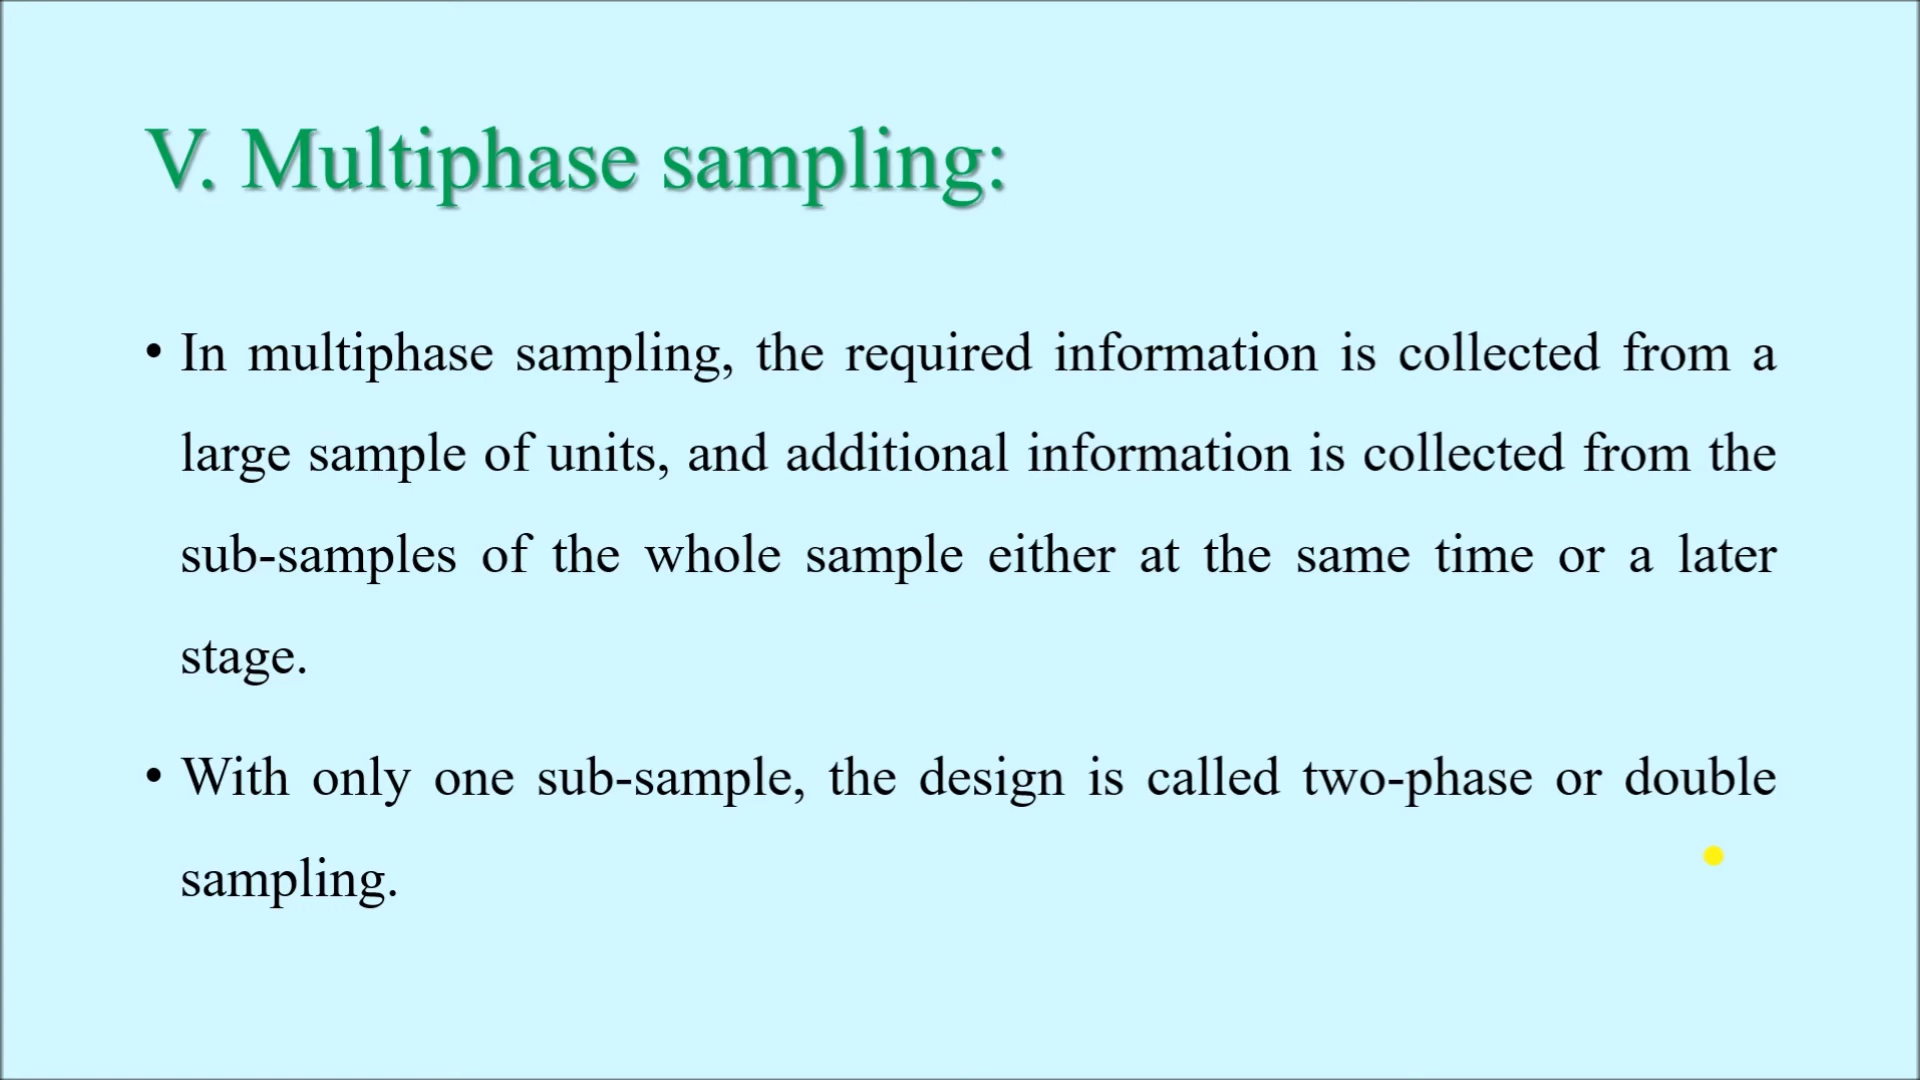 V. Multiphase sampling:
• In multiphase sampling, the required information is collected from a
large sample of units, and additional information is collected from the
sub-samples of the whole sample either at the same time or a later
stage.
• With only one sub-sample, the design is called two-phase or double
sampling.